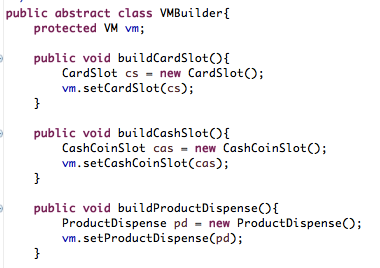 public abstract class VMBuilder{
protected VM vm;
public void buildCardSlot(){
CardSlot cs = new CardSlot();
vm.setCardSlot(cs);
}
public void buildCashSlot(){
CashCoinSlot cas = new CashCoinSlot();
vm.setCashCoinSlot(cas);
}
public void buildProductDispense(){
ProductDispense pd = new ProductDispense();
vm.setProductDispense(pd);
}